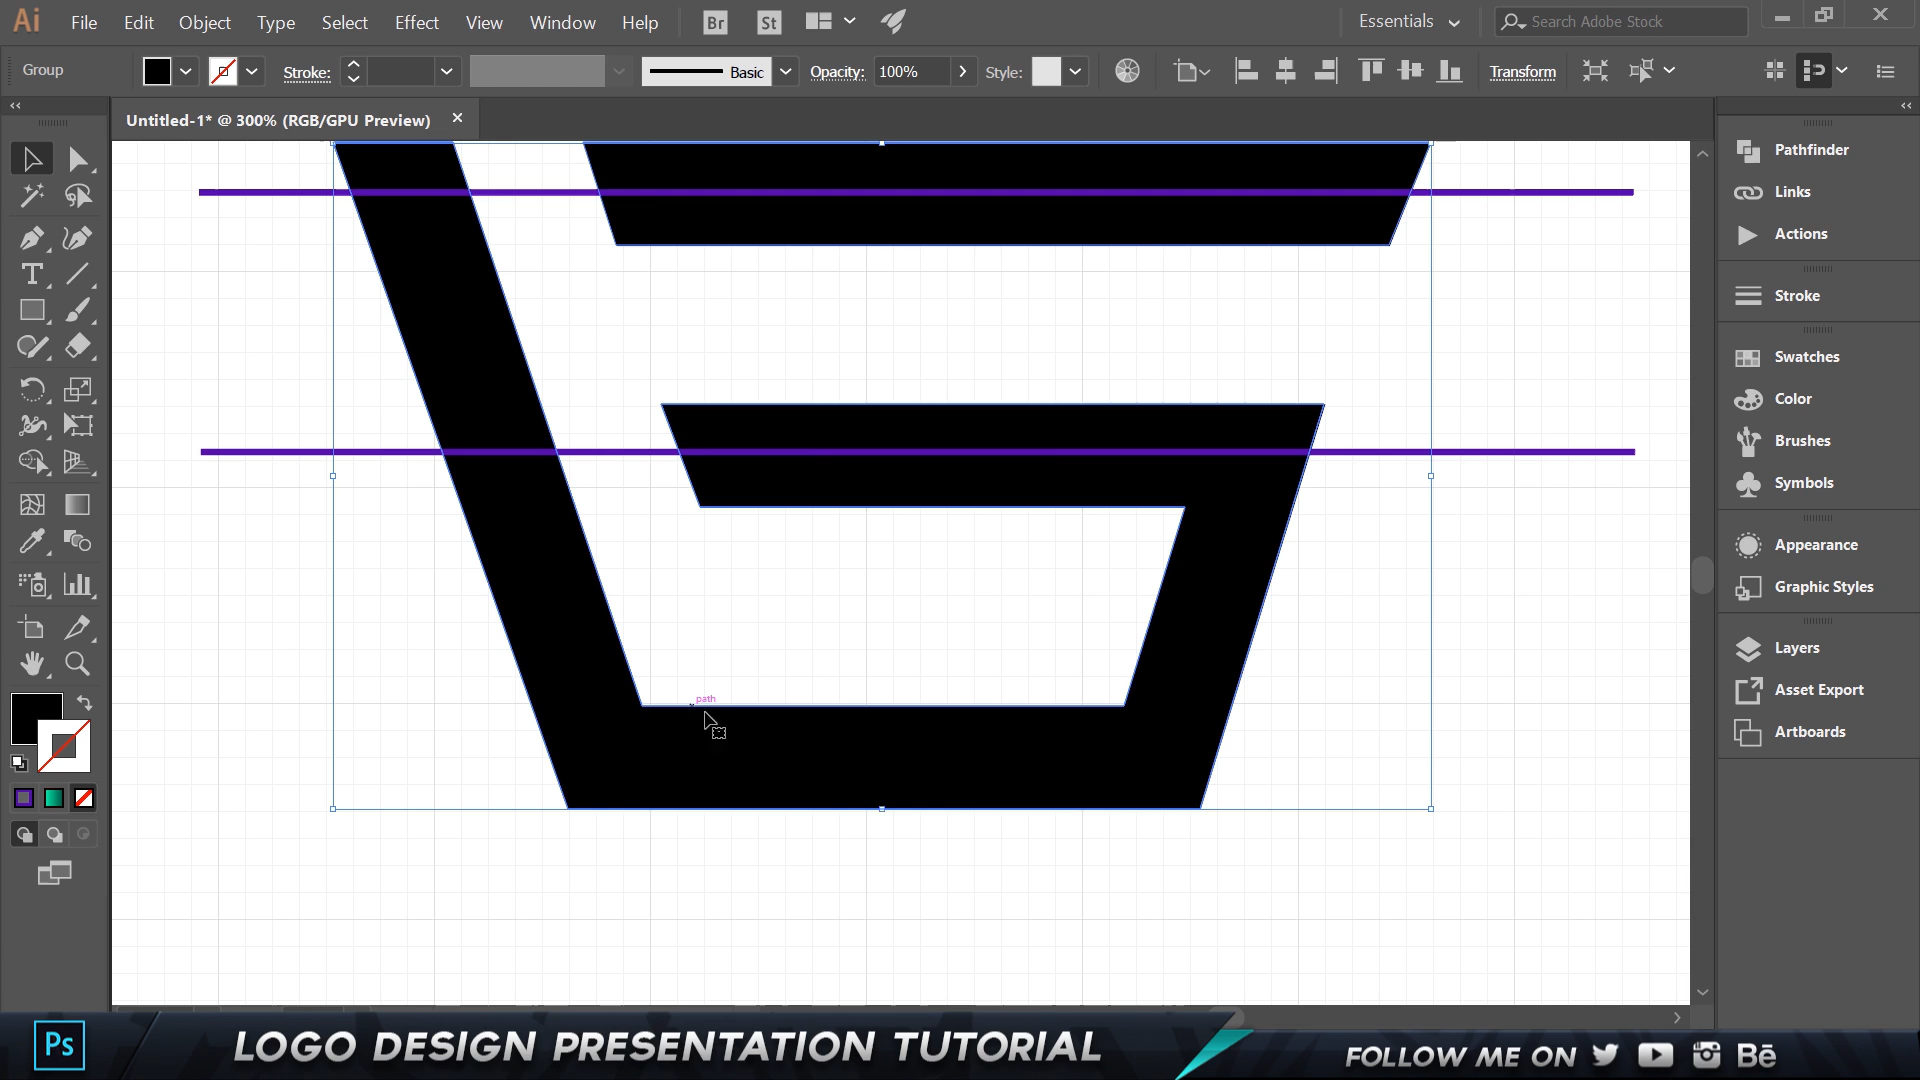 Ai File Edit Object Type Select Effect View Window Help Br St Essentials Search Adobe Stock
Group Stroke: Basic Opacity: 100% Style: Transform
Untitled-1* @ 300% (RGB/GPU Preview)
Pathfinder
Links
Actions
Stroke
Swatches
Color
Brushes
Symbols
Appearance
Graphic Styles
Layers
Asset Export
Artboards
path
Ps LOGO DESIGN PRESENTATION TUTORIAL FOLLOW ME ON Bē